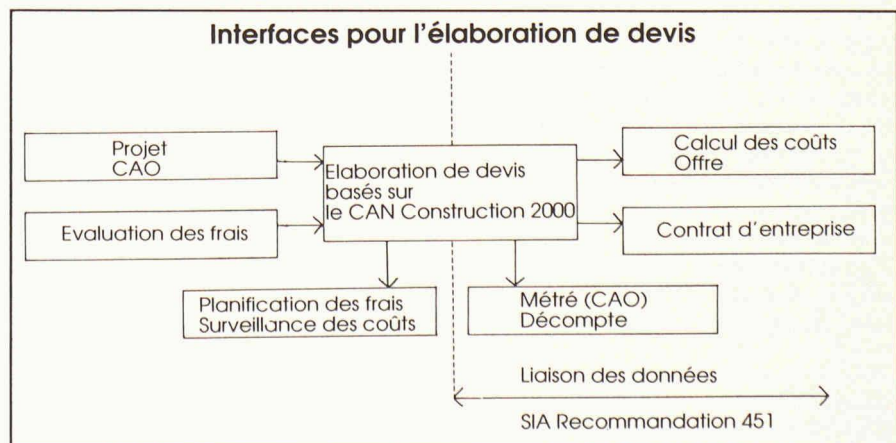 Interfaces pour l'élaboration de devis
Projet
CAO
Evaluation des frais
Elaboration de devis
basés sur
le CAN Construction 2000
Calcul des coûts
Offre
Contrat d'entreprise
Planification des frais
Surveillance des coûts
Métré (CAO)
Décompte
Liaison des données
SIA Recommandation 451